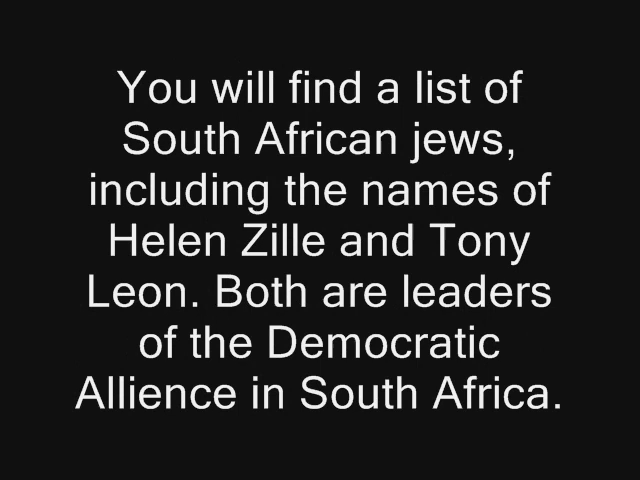 You will find a list of
South African jews,
including the names of
Helen Zille and Tony
Leon. Both are leaders
of the Democratic
Allience in South Africa.